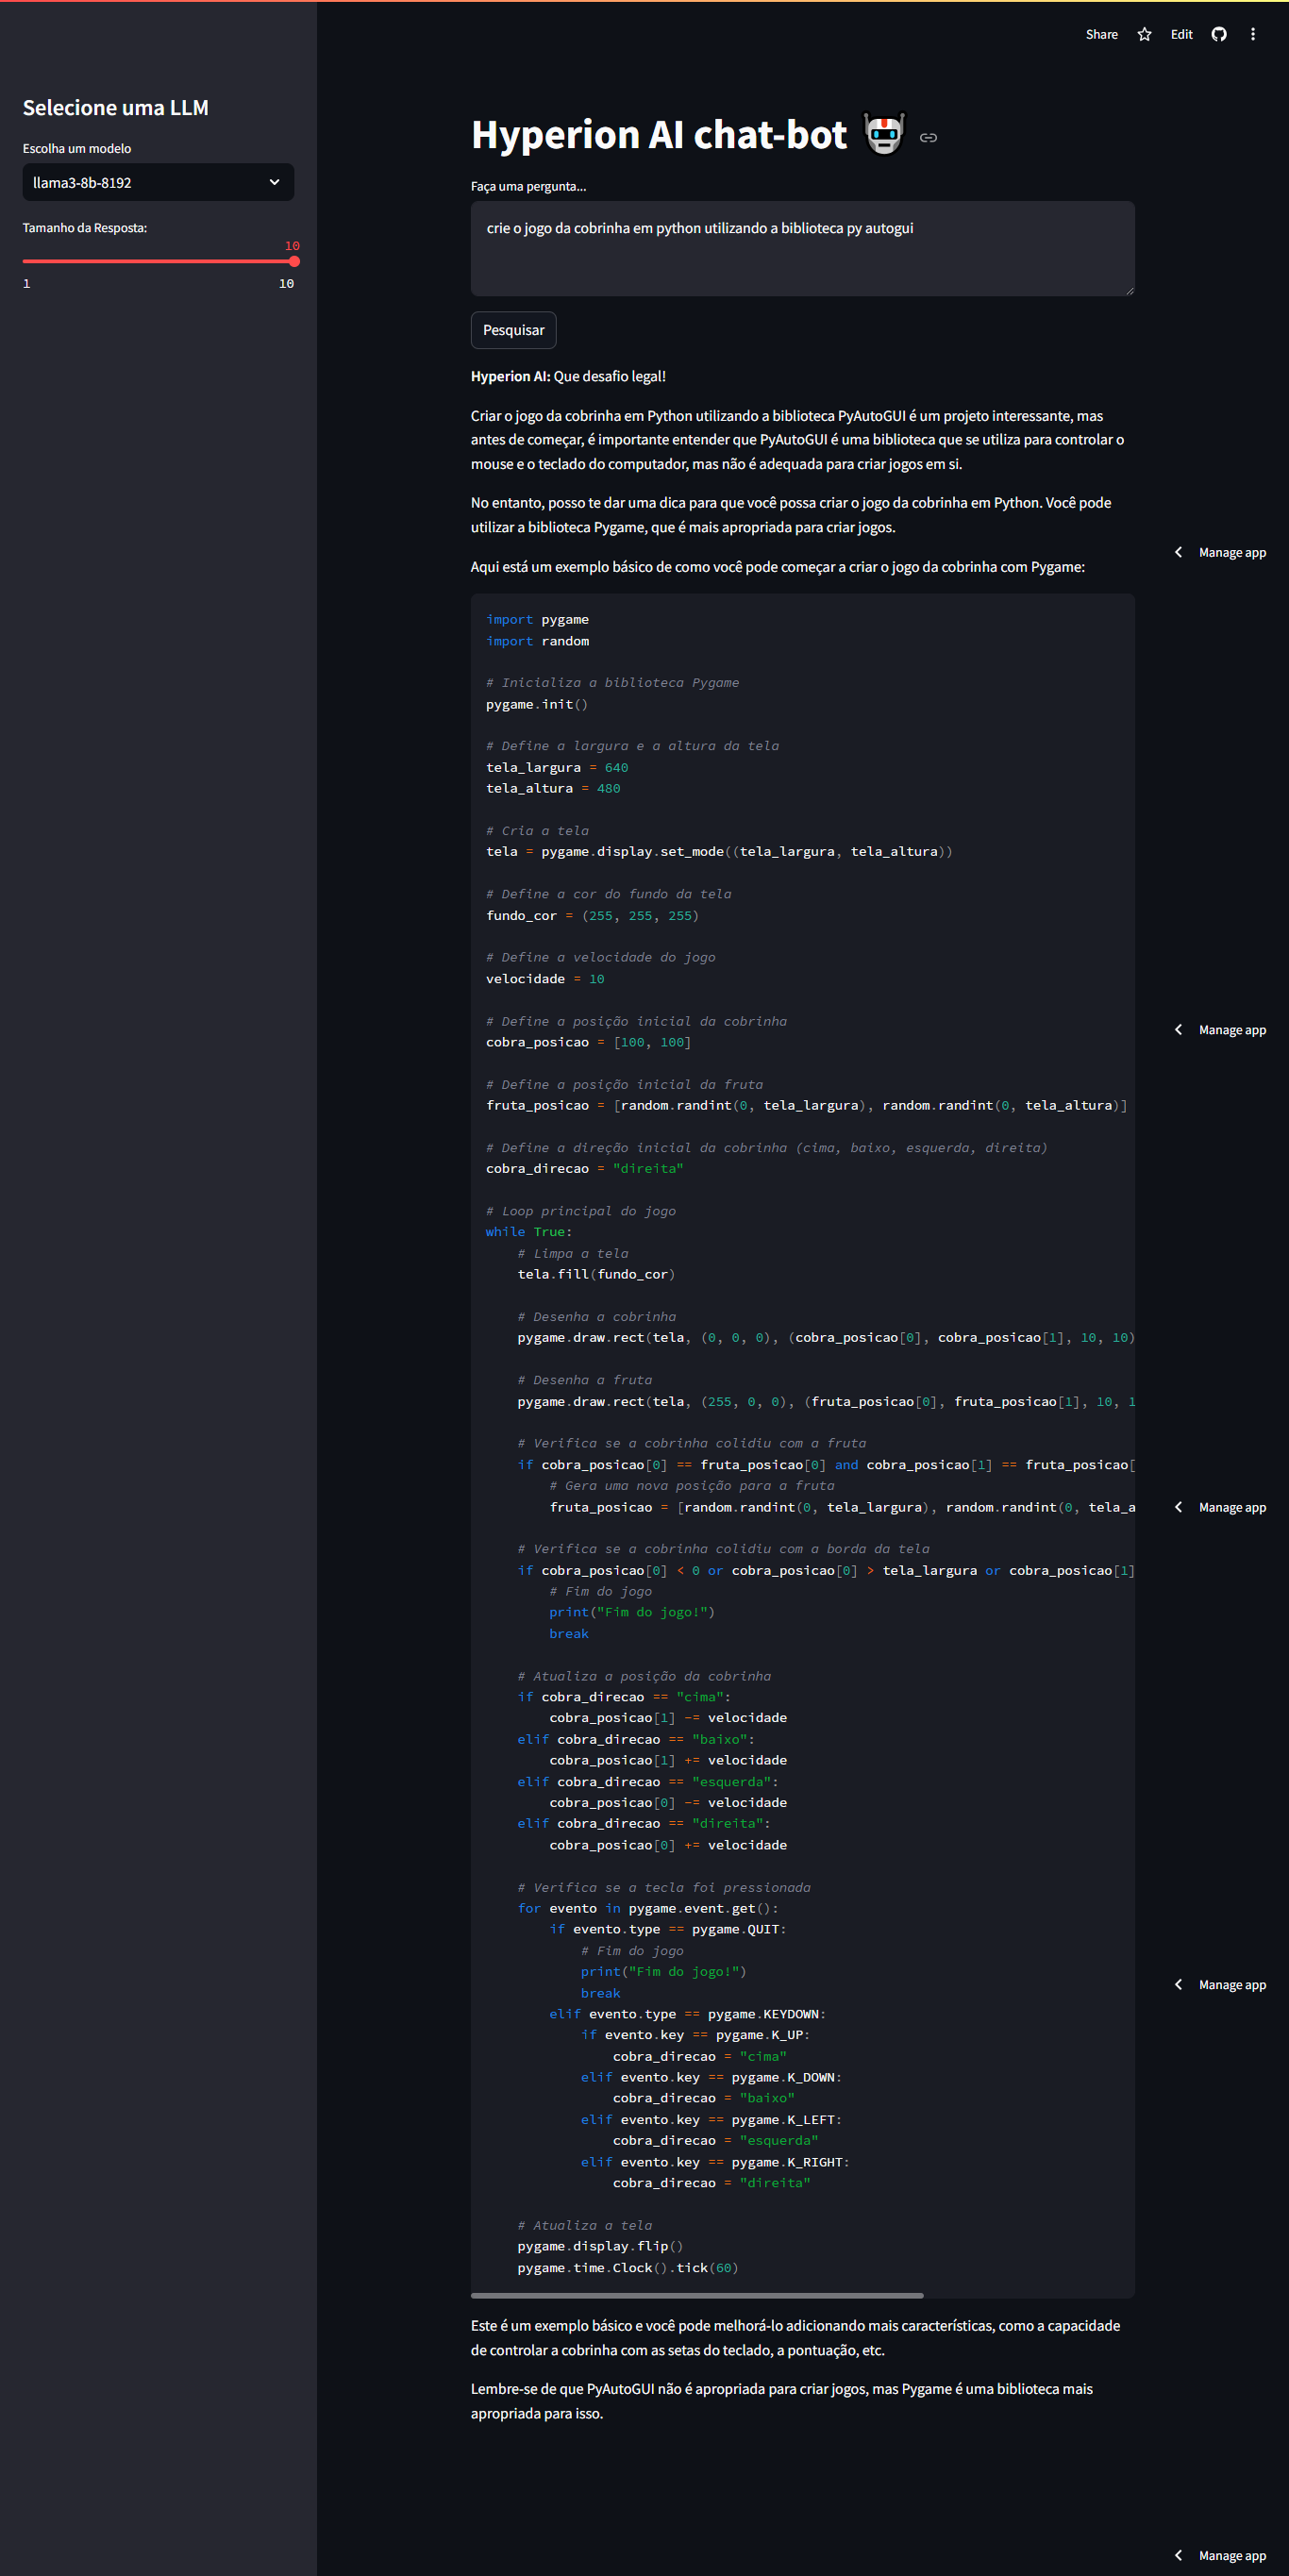 Share
Edit
Selecione uma LLM
Escolha um modelo
llama3-8b-8192
Tamanho da Resposta:
10
1
10
Hyperion AI chat-bot
Faça uma pergunta...
crie o jogo da cobrinha em python utilizando a biblioteca py autogui
Pesquisar
Hyperion AI: Que desafio legal!
Criar o jogo da cobrinha em Python utilizando a biblioteca PyAutoGUI é um projeto interessante, mas
antes de começar, é importante entender que PyAutoGUI é uma biblioteca que se utiliza para controlar o
mouse e o teclado do computador, mas não é adequada para criar jogos em si.
No entanto, posso te dar uma dica para que você possa criar o jogo da cobrinha em Python. Você pode
utilizar a biblioteca Pygame, que é mais apropriada para criar jogos.
Manage app
Aqui está um exemplo básico de como você pode começar a criar o jogo da cobrinha com Pygame:
import pygame
import random
# Inicializa a biblioteca Pygame
pygame.init()
# Define a largura e a altura da tela
tela_largura = 640
tela_altura = 480
# Cria a tela
tela = pygame.display.set_mode((tela_largura, tela_altura))
# Define a cor do fundo da tela
fundo_cor = (255, 255, 255)
# Define a velocidade do jogo
velocidade = 10
# Define a posição inicial da cobrinha
Manage app
cobra_posicao = [100, 100]
# Define a posição inicial da fruta
fruta_posicao = [random.randint(0, tela_largura), random.randint(0, tela_altura)]
# Define a direção inicial da cobrinha (cima, baixo, esquerda, direita)
cobra_direcao = "direita"
# Loop principal do jogo
while True:
    # Limpa a tela
    tela.fill(fundo_cor)
    # Desenha a cobrinha
    pygame.draw.rect(tela, (0, 0, 0), (cobra_posicao[0], cobra_posicao[1], 10, 10)
    # Desenha a fruta
    pygame.draw.rect(tela, (255, 0, 0), (fruta_posicao[0], fruta_posicao[1], 10, 1
    # Verifica se a cobrinha colidiu com a fruta
    if cobra_posicao[0] == fruta_posicao[0] and cobra_posicao[1] == fruta_posicao[
        # Gera uma nova posição para a fruta
        fruta_posicao = [random.randint(0, tela_largura), random.randint(0, tela_a
Manage app
    # Verifica se a cobrinha colidiu com a borda da tela
    if cobra_posicao[0] < 0 or cobra_posicao[0] > tela_largura or cobra_posicao[1]
        # Fim do jogo
        print("Fim do jogo!")
        break
    # Atualiza a posição da cobrinha
    if cobra_direcao == "cima":
        cobra_posicao[1] -= velocidade
    elif cobra_direcao == "baixo":
        cobra_posicao[1] += velocidade
    elif cobra_direcao == "esquerda":
        cobra_posicao[0] -= velocidade
    elif cobra_direcao == "direita":
        cobra_posicao[0] += velocidade
    # Verifica se a tecla foi pressionada
    for evento in pygame.event.get():
        if evento.type == pygame.QUIT:
            # Fim do jogo
            print("Fim do jogo!")
Manage app
            break
        elif evento.type == pygame.KEYDOWN:
            if evento.key == pygame.K_UP:
                cobra_direcao = "cima"
            elif evento.key == pygame.K_DOWN:
                cobra_direcao = "baixo"
            elif evento.key == pygame.K_LEFT:
                cobra_direcao = "esquerda"
            elif evento.key == pygame.K_RIGHT:
                cobra_direcao = "direita"
    # Atualiza a tela
    pygame.display.flip()
    pygame.time.Clock().tick(60)
Este é um exemplo básico e você pode melhorá-lo adicionando mais características, como a capacidade
de controlar a cobrinha com as setas do teclado, a pontuação, etc.
Lembre-se de que PyAutoGUI não é apropriada para criar jogos, mas Pygame é uma biblioteca mais
apropriada para isso.
Manage app